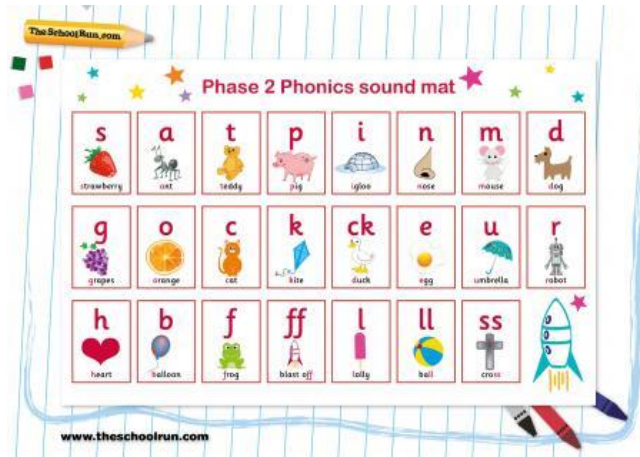 TheSchoolRun.com
Phase 2 Phonics sound mat
s a t p i n m d
strawberry ant teddy pig igloo nose mouse dog
g o c k ck e u r
grapes orange cat kite duck egg umbrella robot
h b f ff l ll ss
heart balloon frog blast off lolly ball cross
www.theschoolrun.com